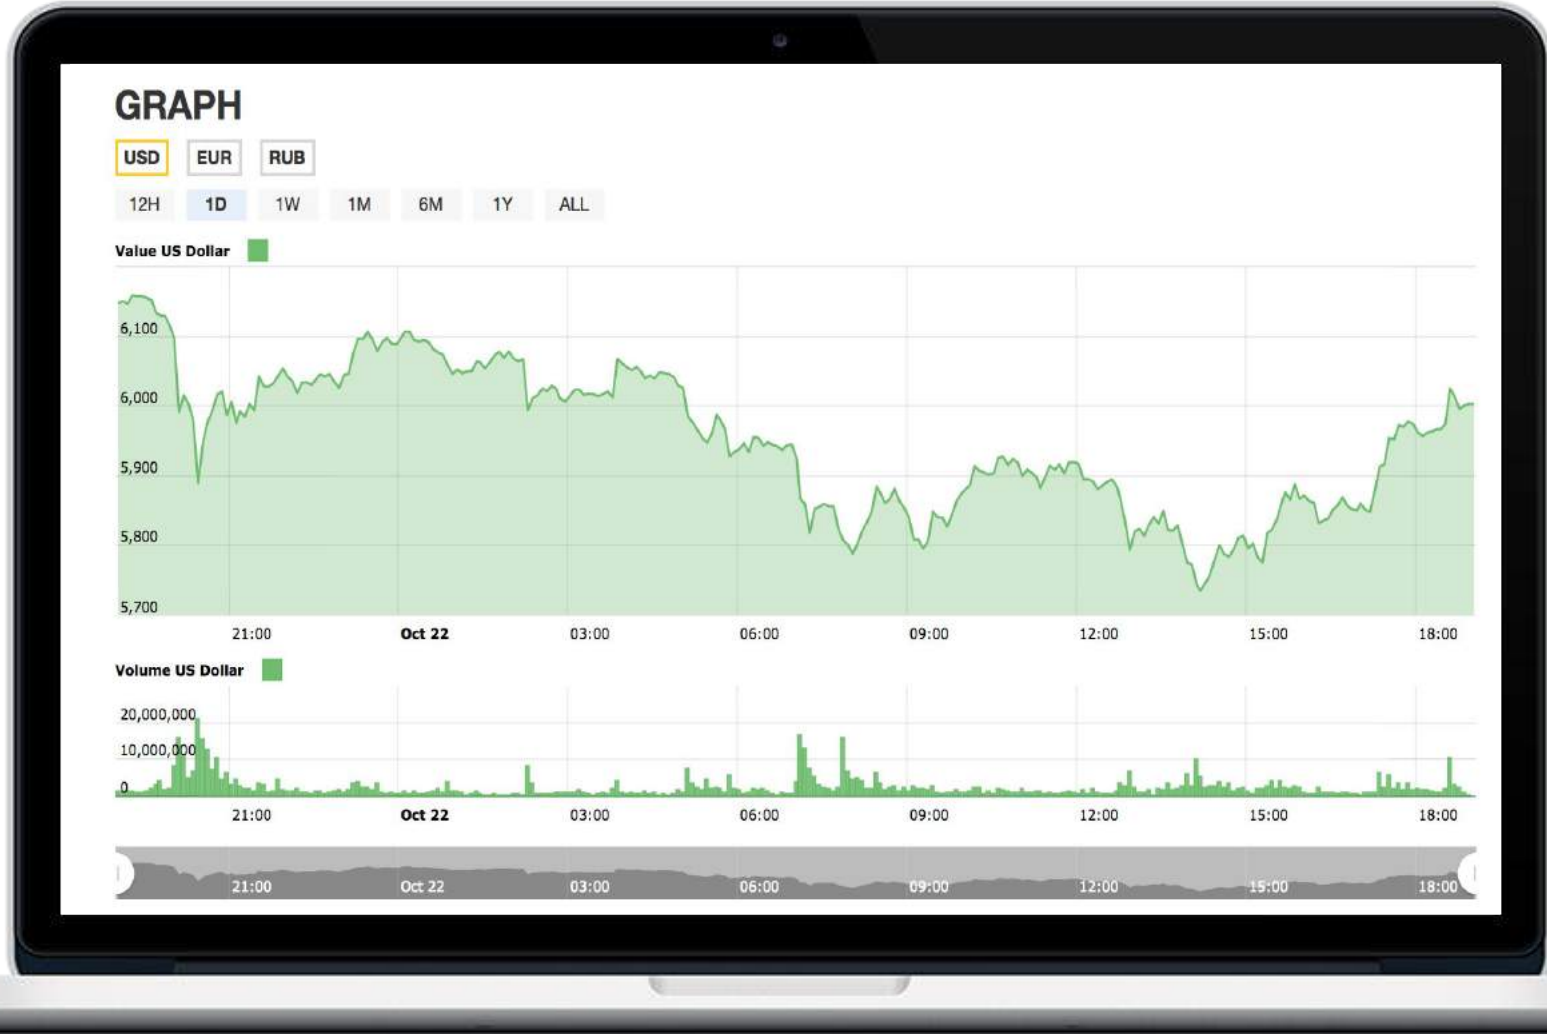 GRAPH
USD EUR RUB
12H 1D 1W 1M 6M 1Y ALL
Value US Dollar
6,100
6,000
5,900
5,800
5,700
21:00 Oct 22 03:00 06:00 09:00 12:00 15:00 18:00
Volume US Dollar
20,000,000
10,000,000
0
21:00 Oct 22 03:00 06:00 09:00 12:00 15:00 18:00
21:00 Oct 22 03:00 06:00 09:00 12:00 15:00 18:00